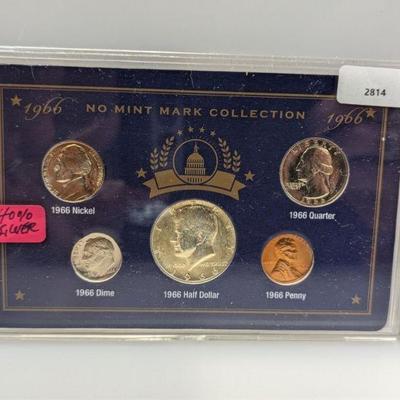 2814
1966 NO MINT MARK COLLECTION 1966
1966 Nickel
1966 Quarter
40%
SILVER
1966 Dime
1966 Half Dollar
1966 Penny